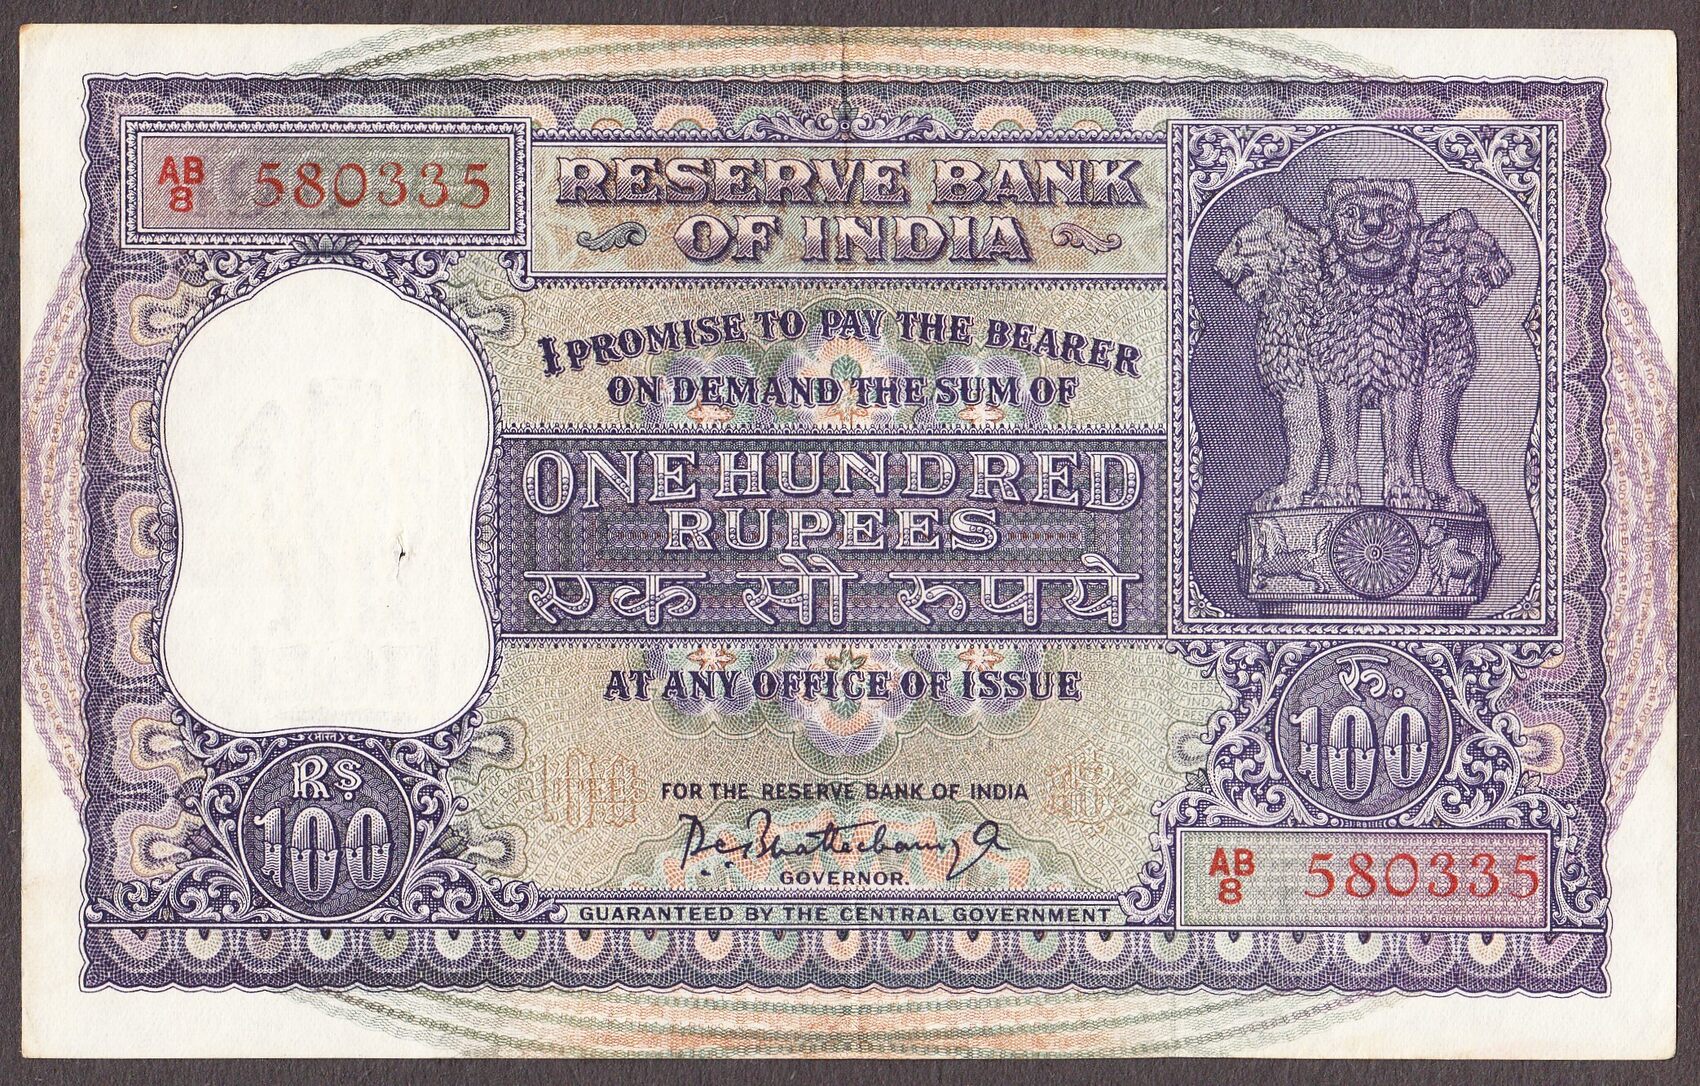 AB
8 580335
RESERVE BANK
OF INDIA
I PROMISE TO PAY THE BEARER
ON DEMAND THE SUM OF
ONE HUNDRED
RUPEES
एक सौ रूपये
AT ANY OFFICE OF ISSUE
(भारत)
RS
100
रू.
100
FOR THE RESERVE BANK OF INDIA
P.C. Bhattacharyya
GOVERNOR.
GUARANTEED BY THE CENTRAL GOVERNMENT
AB
8 580335